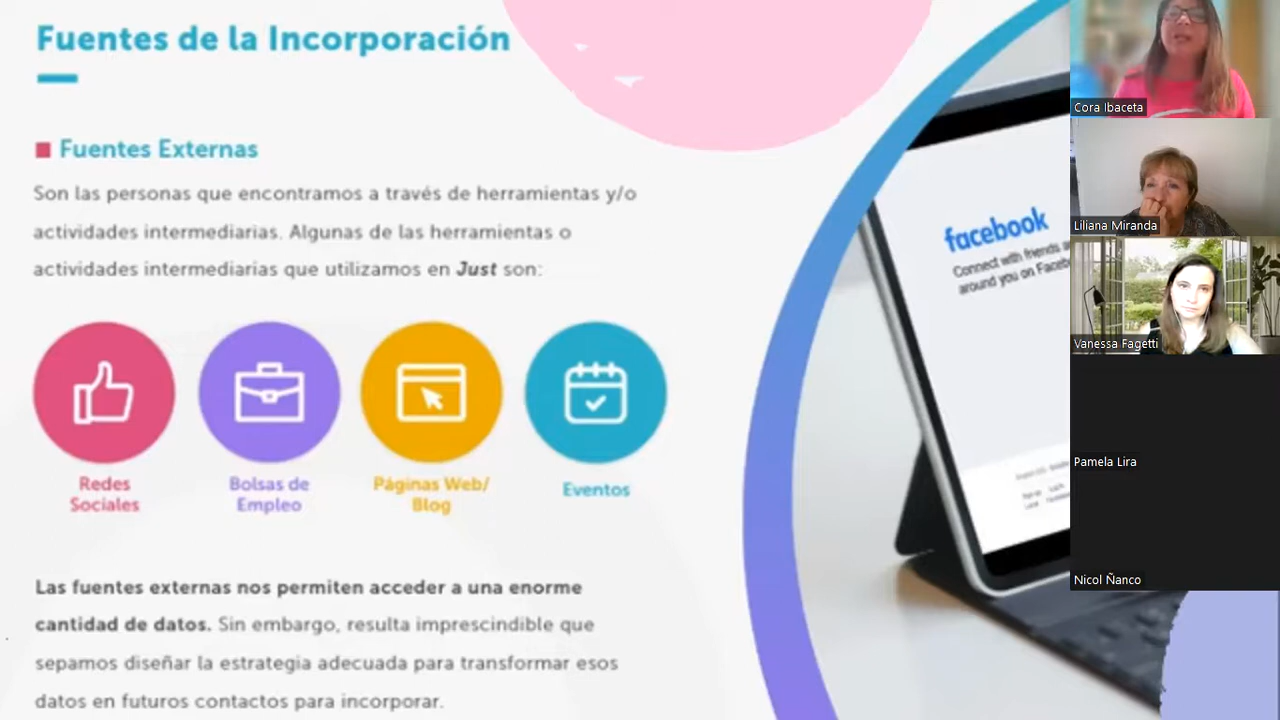 Fuentes de la Incorporación
Fuentes Externas
Son las personas que encontramos a través de herramientas y/o
actividades intermediarias. Algunas de las herramientas o
actividades intermediarias que utilizamos en Just son:
Redes
Sociales
Bolsas de
Empleo
Páginas Web/
Blog
Eventos
Las fuentes externas nos permiten acceder a una enorme
cantidad de datos. Sin embargo, resulta imprescindible que
sepamos diseñar la estrategia adecuada para transformar esos
datos en futuros contactos para incorporar.
facebook
Connect with friends
around you on Faceb
Cora Ibaceta
Liliana Miranda
Vanessa Fagetti
Pamela Lira
Nicol Ñanco